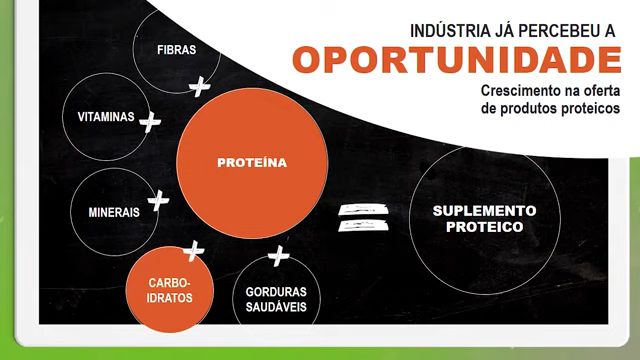 INDÚSTRIA JÁ PERCEBEU A
OPORTUNIDADE
Crescimento na oferta
de produtos proteicos
FIBRAS
VITAMINAS
PROTEÍNA
MINERAIS
SUPLEMENTO
PROTEICO
CARBO-
IDRATOS
GORDURAS
SAUDÁVEIS